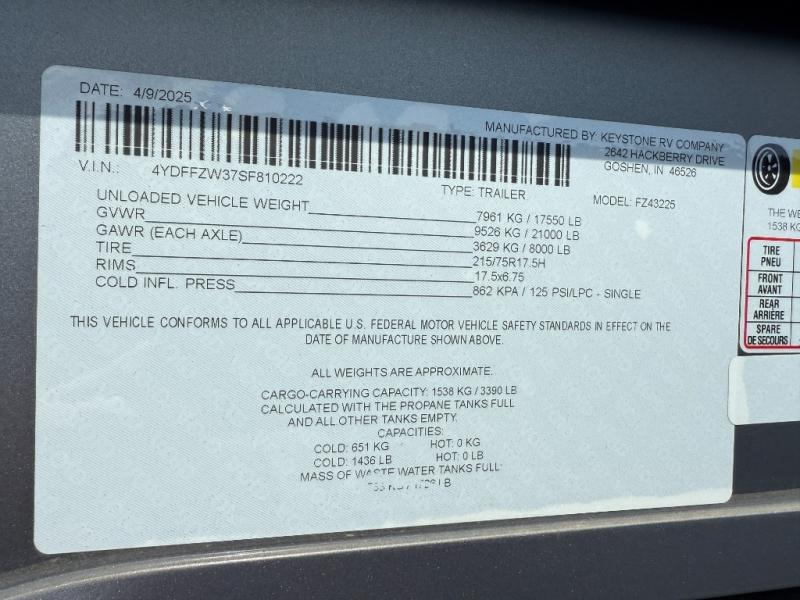 DATE: 4/9/2025
MANUFACTURED BY: KEYSTONE RV COMPANY
2642 HACKBERRY DRIVE
GOSHEN, IN 46526
V.I.N.: 4YDFFZW37SF810222
TYPE: TRAILER
MODEL: FZ43225
UNLOADED VEHICLE WEIGHT 7961 KG / 17550 LB
GVWR 9526 KG / 21000 LB
GAWR (EACH AXLE) 3629 KG / 8000 LB
TIRE 215/75R17.5H
RIMS 17.5x6.75
COLD INFL. PRESS 862 KPA / 125 PSI/LPC - SINGLE
THIS VEHICLE CONFORMS TO ALL APPLICABLE U.S. FEDERAL MOTOR VEHICLE SAFETY STANDARDS IN EFFECT ON THE
DATE OF MANUFACTURE SHOWN ABOVE.
ALL WEIGHTS ARE APPROXIMATE.
CARGO-CARRYING CAPACITY: 1538 KG / 3390 LB
CALCULATED WITH THE PROPANE TANKS FULL
AND ALL OTHER TANKS EMPTY.
CAPACITIES:
COLD: 651 KG HOT: 0 KG
COLD: 1436 LB HOT: 0 LB
MASS OF WASTE WATER TANKS FULL:
LB
THE WE
1538 KG
TIRE
PNEU
FRONT
AVANT
REAR
ARRIÈRE
SPARE
DE SECOURS